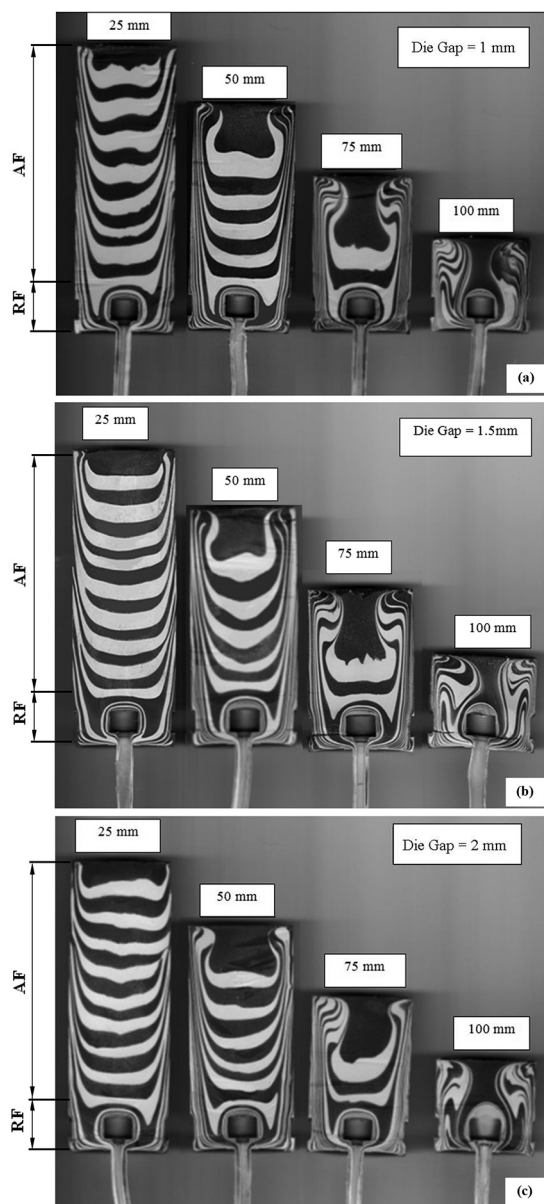 25 mm
Die Gap = 1 mm
50 mm
75 mm
100 mm
AF
RF
(a)
25 mm
Die Gap = 1.5mm
50 mm
75 mm
100 mm
AF
RF
(b)
25 mm
Die Gap = 2 mm
50 mm
75 mm
100 mm
AF
RF
(c)